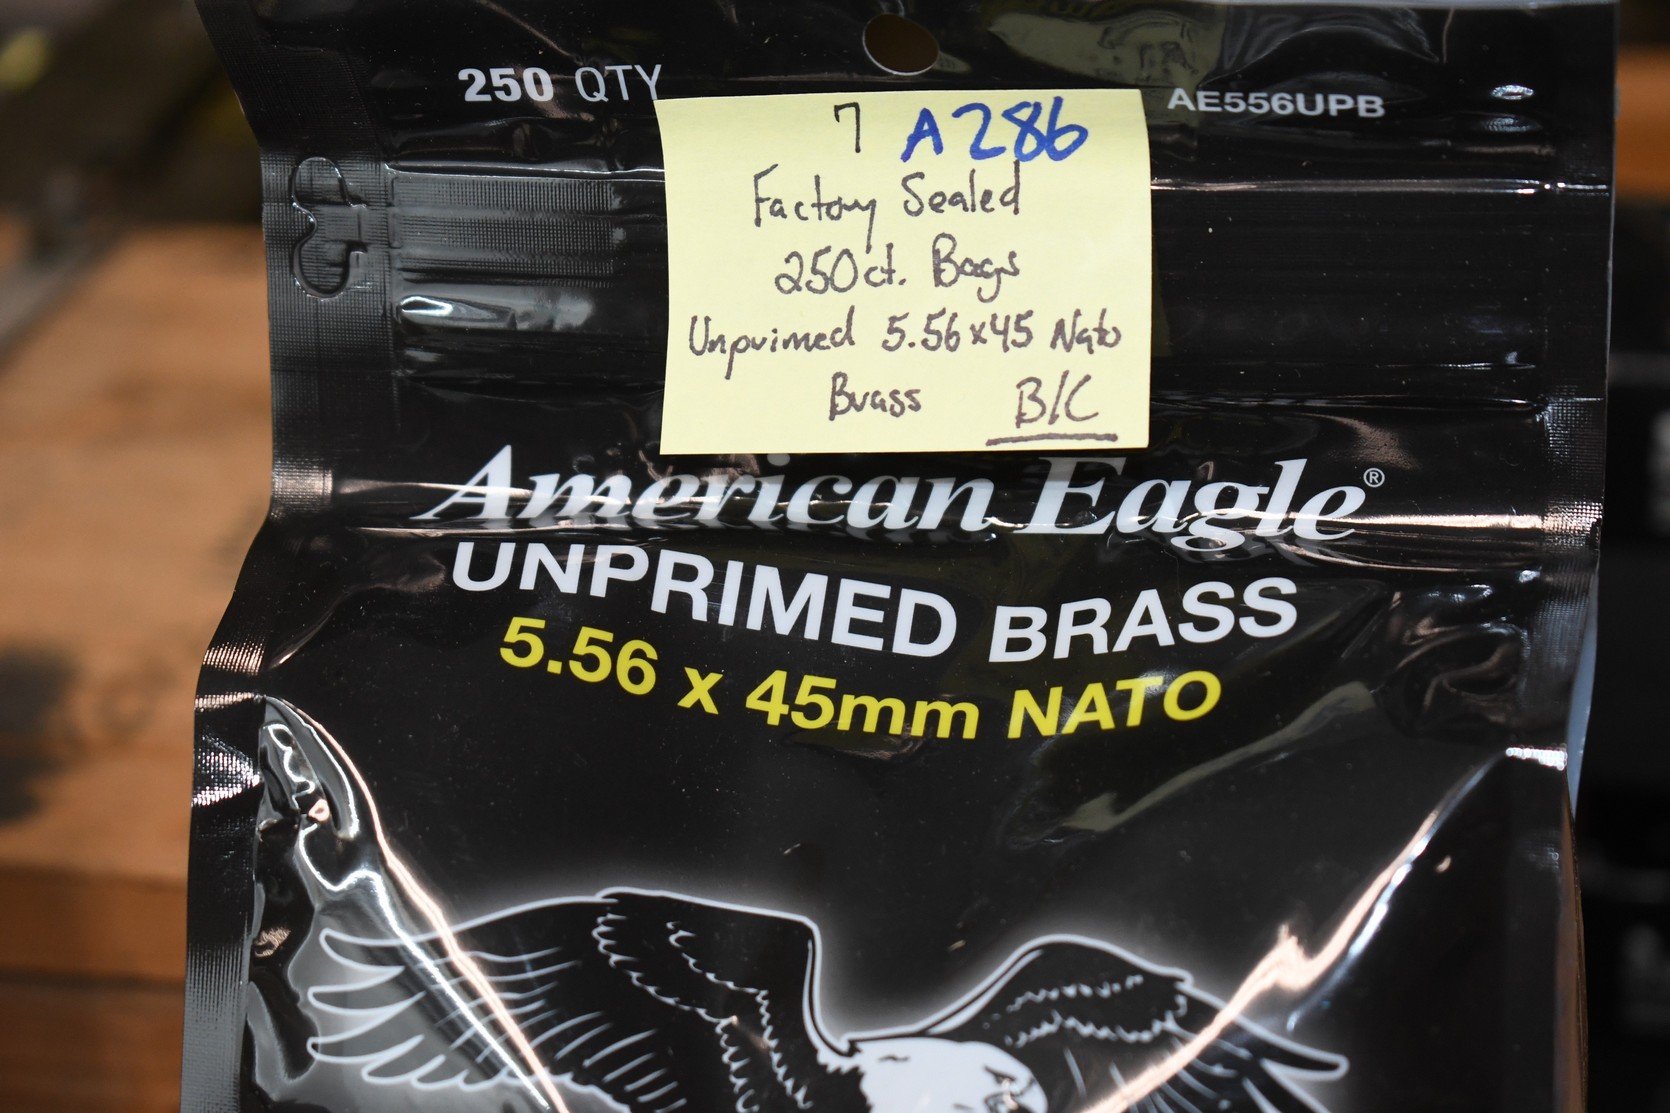 250 QTY
AE556UPB
7 A286
Factory Sealed
250ct. Bags
Unprimed 5.56x45 Nato
Brass B/C
American Eagle®
UNPRIMED BRASS
5.56 x 45mm NATO